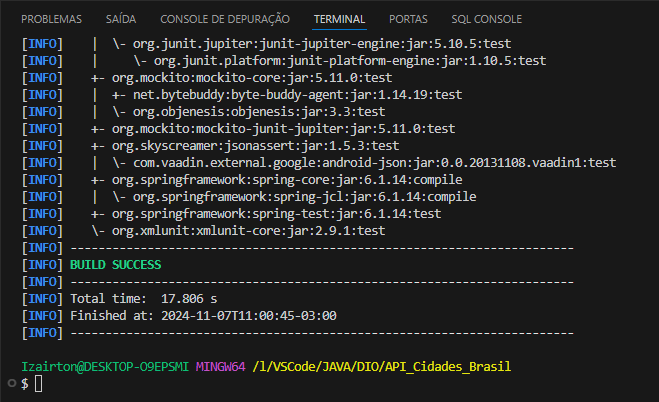 PROBLEMAS SAÍDA CONSOLE DE DEPURAÇÃO TERMINAL PORTAS SQL CONSOLE
[INFO]    |  \- org.junit.jupiter:junit-jupiter-engine:jar:5.10.5:test
[INFO]    |     \- org.junit.platform:junit-platform-engine:jar:1.10.5:test
[INFO]    +- org.mockito:mockito-core:jar:5.11.0:test
[INFO]    |  +- net.bytebuddy:byte-buddy-agent:jar:1.14.19:test
[INFO]    |  \- org.objenesis:objenesis:jar:3.3:test
[INFO]    +- org.mockito:mockito-junit-jupiter:jar:5.11.0:test
[INFO]    +- org.skyscreamer:jsonassert:jar:1.5.3:test
[INFO]    |  \- com.vaadin.external.google:android-json:jar:0.0.20131108.vaadin1:test
[INFO]    +- org.springframework:spring-core:jar:6.1.14:compile
[INFO]    |  \- org.springframework:spring-jcl:jar:6.1.14:compile
[INFO]    +- org.springframework:spring-test:jar:6.1.14:test
[INFO]    \- org.xmlunit:xmlunit-core:jar:2.9.1:test
[INFO] ------------------------------------------------------------------------
[INFO] BUILD SUCCESS
[INFO] ------------------------------------------------------------------------
[INFO] Total time:  17.806 s
[INFO] Finished at: 2024-11-07T11:00:45-03:00
[INFO] ------------------------------------------------------------------------
Izairton@DESKTOP-O9EPSMI MINGW64 /l/VSCode/JAVA/DIO/API_Cidades_Brasil
$